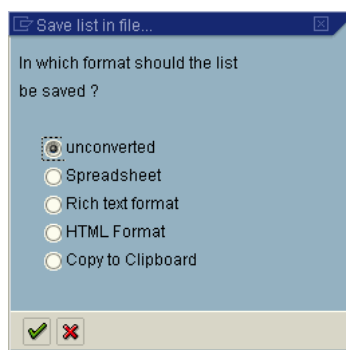 Save list in file...
In which format should the list
be saved ?
unconverted
Spreadsheet
Rich text format
HTML Format
Copy to Clipboard